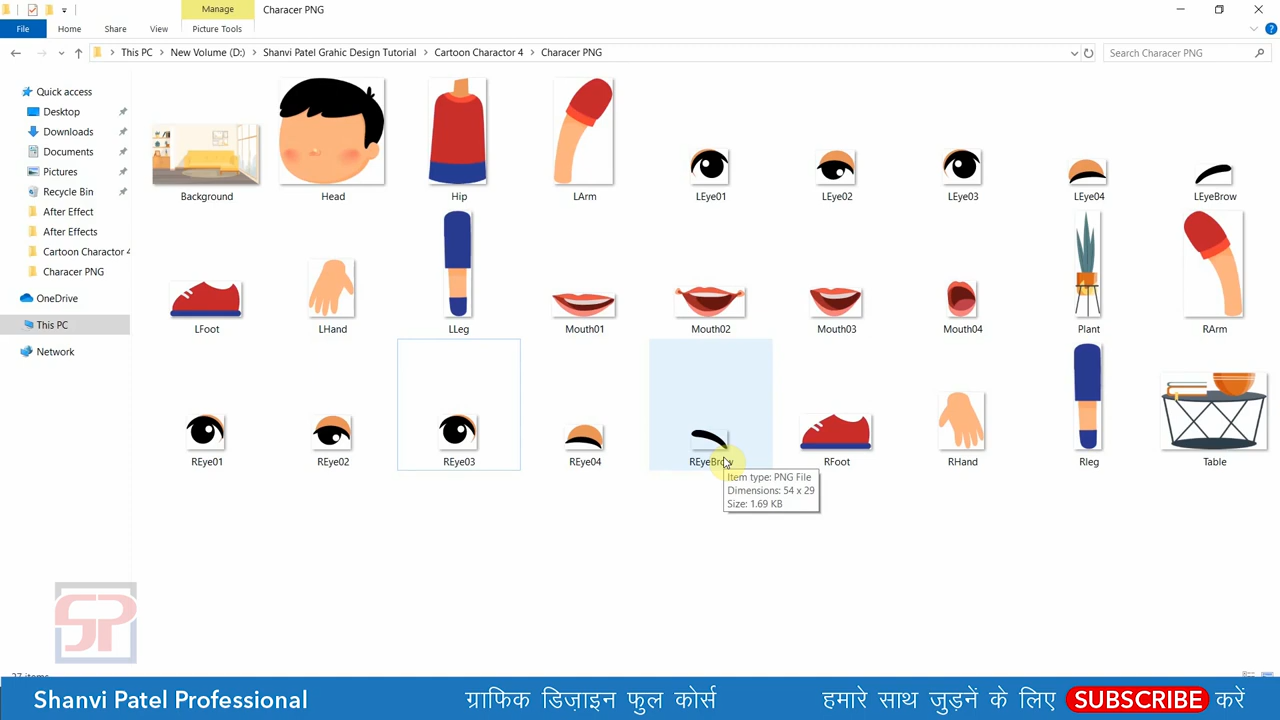 Manage
Characer PNG
File
Home
Share
View
Picture Tools
This PC
New Volume (D:)
Shanvi Patel Grahic Design Tutorial
Cartoon Charactor 4
Characer PNG
Search Characer PNG
Quick access
Desktop
Downloads
Documents
Pictures
Recycle Bin
After Effect
After Effects
Cartoon Charactor 4
Characer PNG
OneDrive
This PC
Network
Background
Head
Hip
LArm
LEye01
LEye02
LEye03
LEye04
LEyeBrow
LFoot
LHand
LLeg
Mouth01
Mouth02
Mouth03
Mouth04
Plant
RArm
REye01
REye02
REye03
REye04
REyeBrow
RFoot
RHand
Rleg
Table
Item type: PNG File
Dimensions: 54 x 29
Size: 1.69 KB
SP
27 items
Shanvi Patel Professional
ग्राफिक डिज़ाइन फुल कोर्स
हमारे साथ जुड़नें के लिए SUBSCRIBE करें